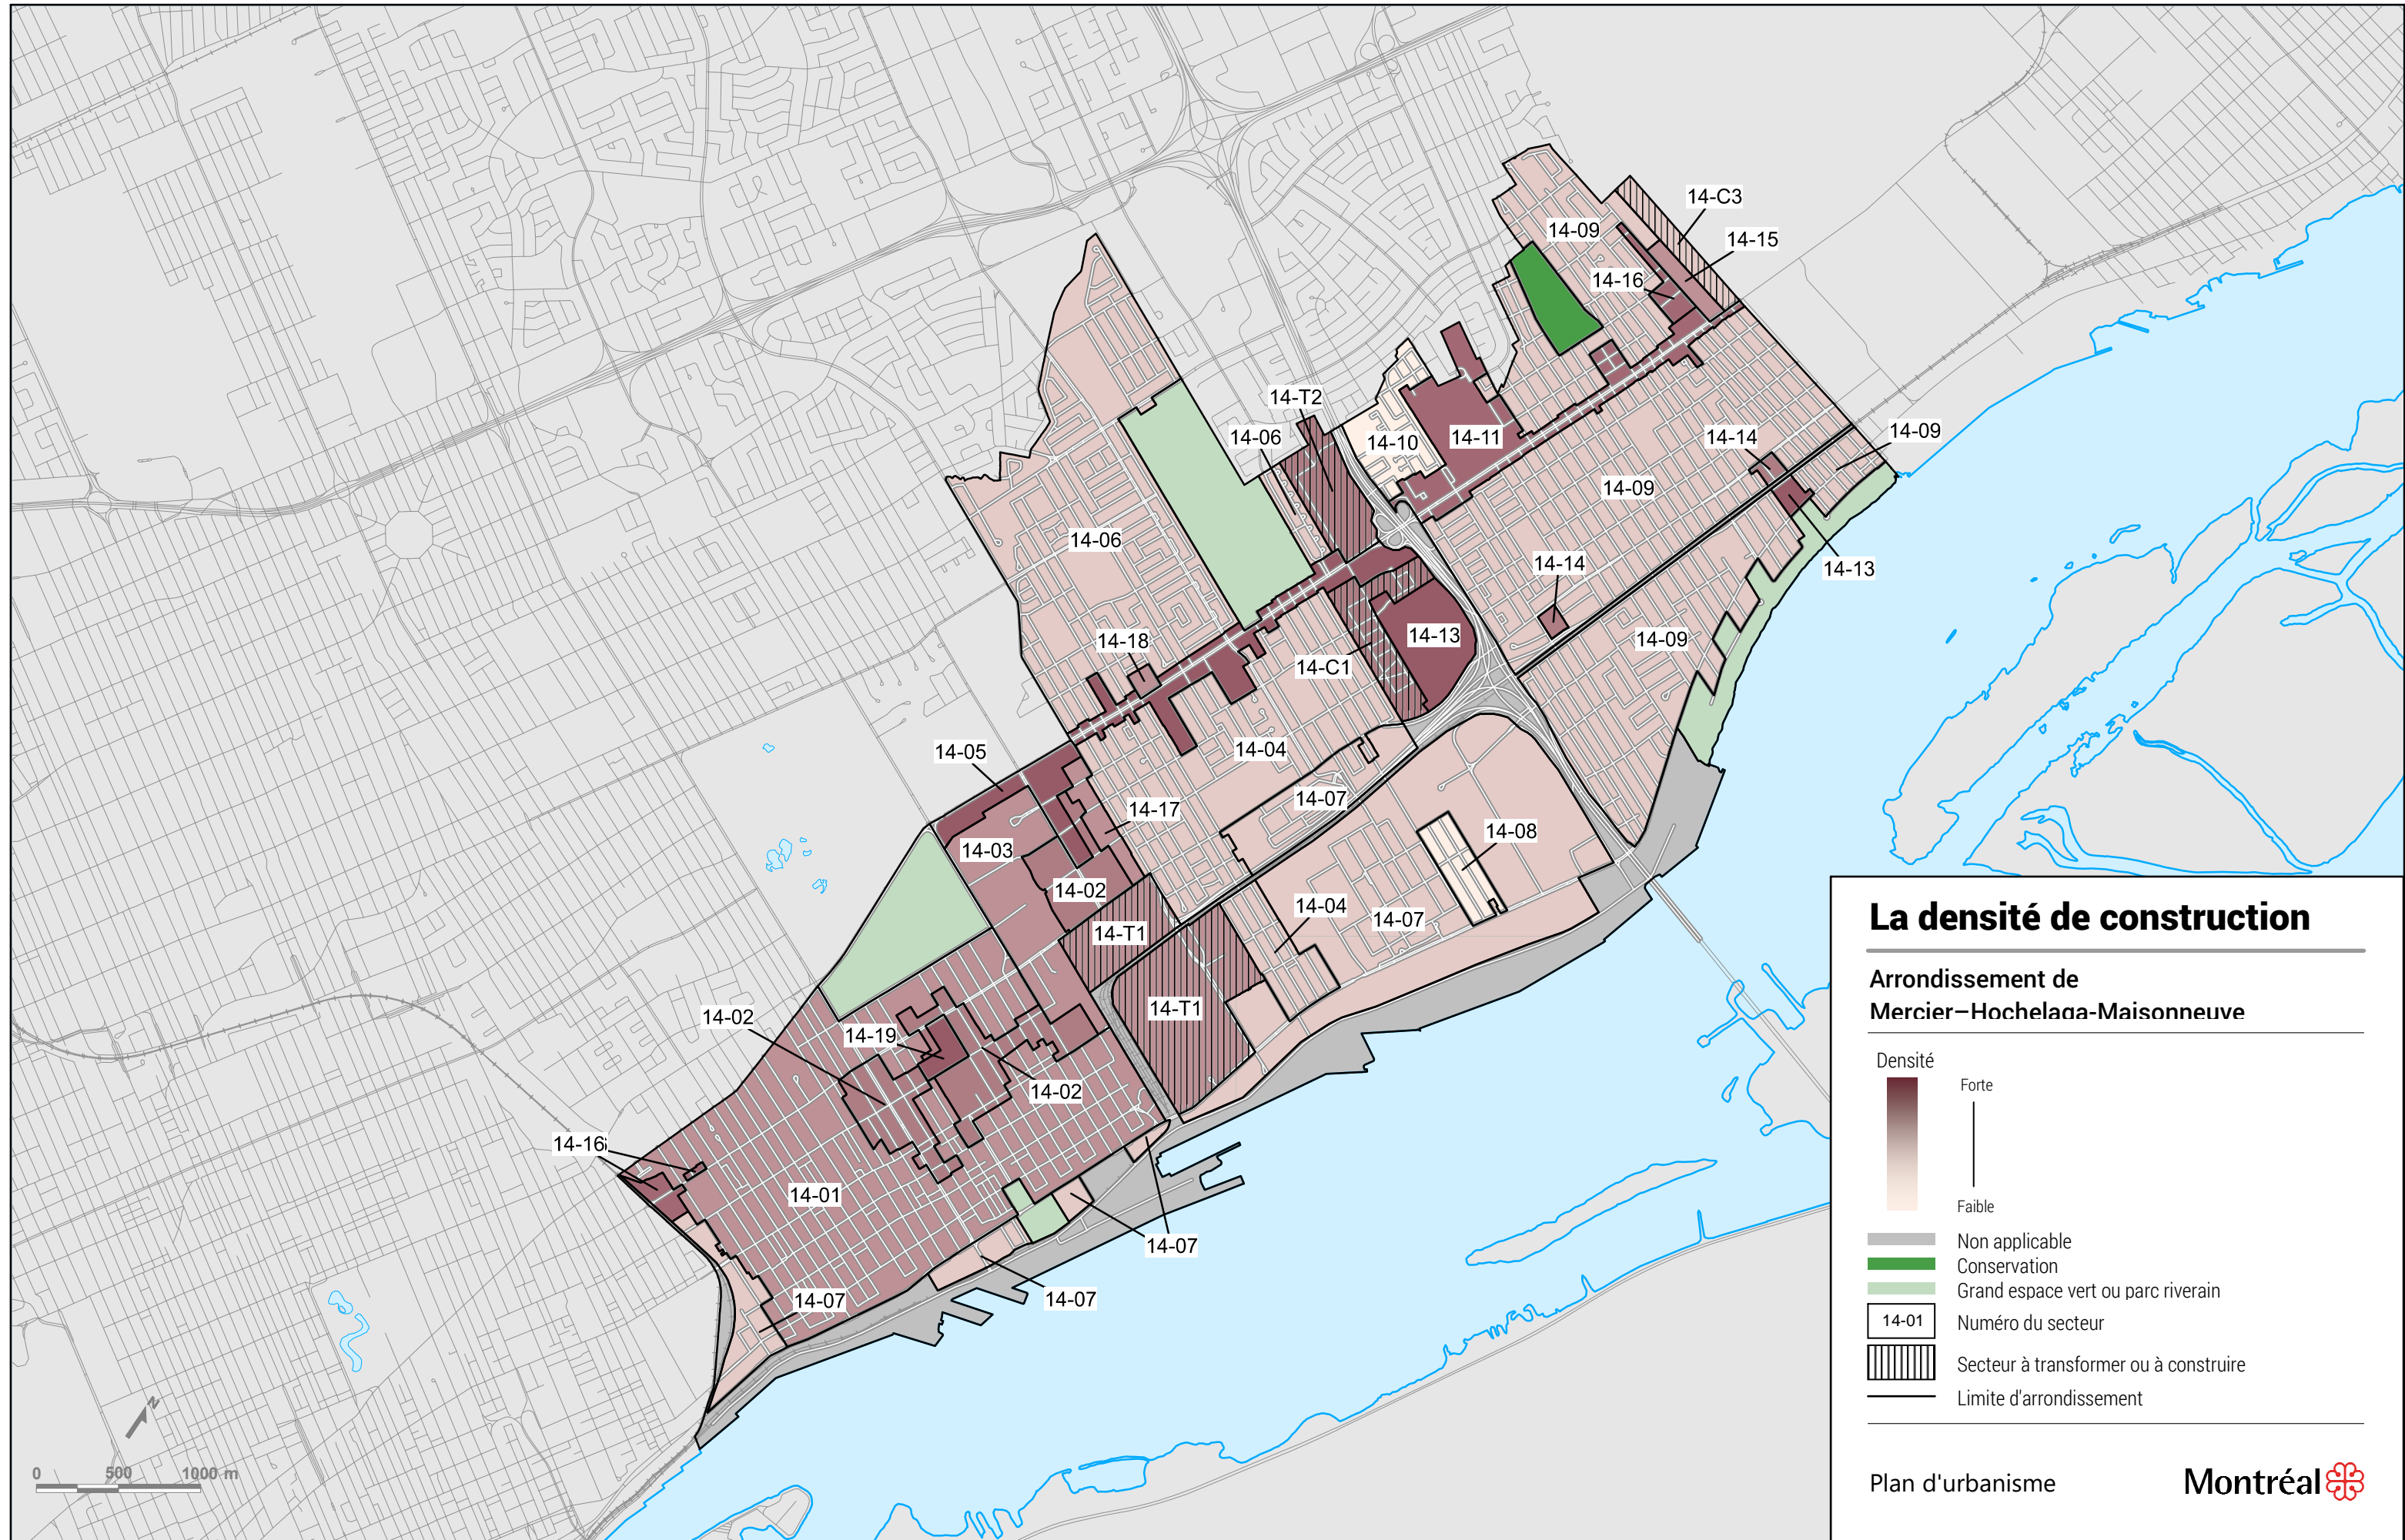 14-C3
14-09
14-15
14-16
14-T2
14-06
14-10
14-11
14-14
14-09
14-09
14-06
14-14
14-13
14-18
14-13
14-09
14-C1
14-05
14-04
14-17
14-07
14-03
14-08
14-02
14-04
14-07
14-T1
14-T1
14-02
14-19
14-02
14-16
14-01
14-07
14-07
14-07
N
0 500 1000 m
La densité de construction
Arrondissement de
Mercier–Hochelaga-Maisonneuve
Densité
Forte
Faible
Non applicable
Conservation
Grand espace vert ou parc riverain
14-01 Numéro du secteur
Secteur à transformer ou à construire
Limite d'arrondissement
Plan d'urbanisme
Montréal